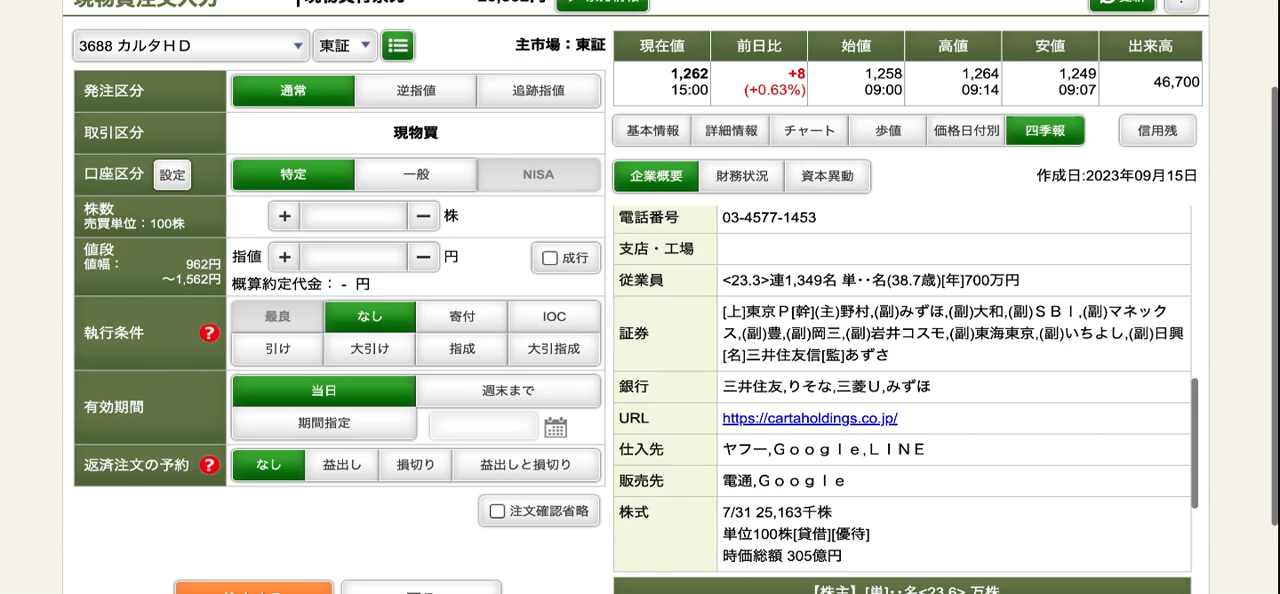 現物買注文入力
3688 カルタＨＤ
東証
主市場：東証
発注区分
通常
逆指値
追跡指値
取引区分
現物買
口座区分
設定
特定
一般
NISA
株数
売買単位：100株
＋
－
株
値段
値幅： 962円
～1,562円
指値
＋
－
円
成行
概算約定代金： - 円
執行条件
?
最良
なし
寄付
IOC
引け
大引け
指成
大引指成
有効期間
当日
週末まで
期間指定
返済注文の予約
?
なし
益出し
損切り
益出しと損切り
注文確認省略
現在値 前日比 始値 高値 安値 出来高
1,262 +8 1,258 1,264 1,249 46,700
15:00 (+0.63%) 09:00 09:14 09:07
基本情報
詳細情報
チャート
歩値
価格日付別
四季報
信用残
企業概要
財務状況
資本異動
作成日:2023年09月15日
電話番号 03-4577-1453
支店・工場
従業員 <23.3>連1,349名 単‥名(38.7歳)[年]700万円
証券 [上]東京Ｐ[幹](主)野村,(副)みずほ,(副)大和,(副)ＳＢＩ,(副)マネック
ス,(副)豊,(副)岡三,(副)岩井コスモ,(副)東海東京,(副)いちよし,(副)日興
[名]三井住友信[監]あずさ
銀行 三井住友,りそな,三菱Ｕ,みずほ
URL https://cartaholdings.co.jp/
仕入先 ヤフー,Ｇｏｏｇｌｅ,ＬＩＮＥ
販売先 電通,Ｇｏｏｇｌｅ
株式 7/31 25,163千株
単位100株[貸借][優待]
時価総額 305億円
【株主】[単]‥名<23.6> 万株